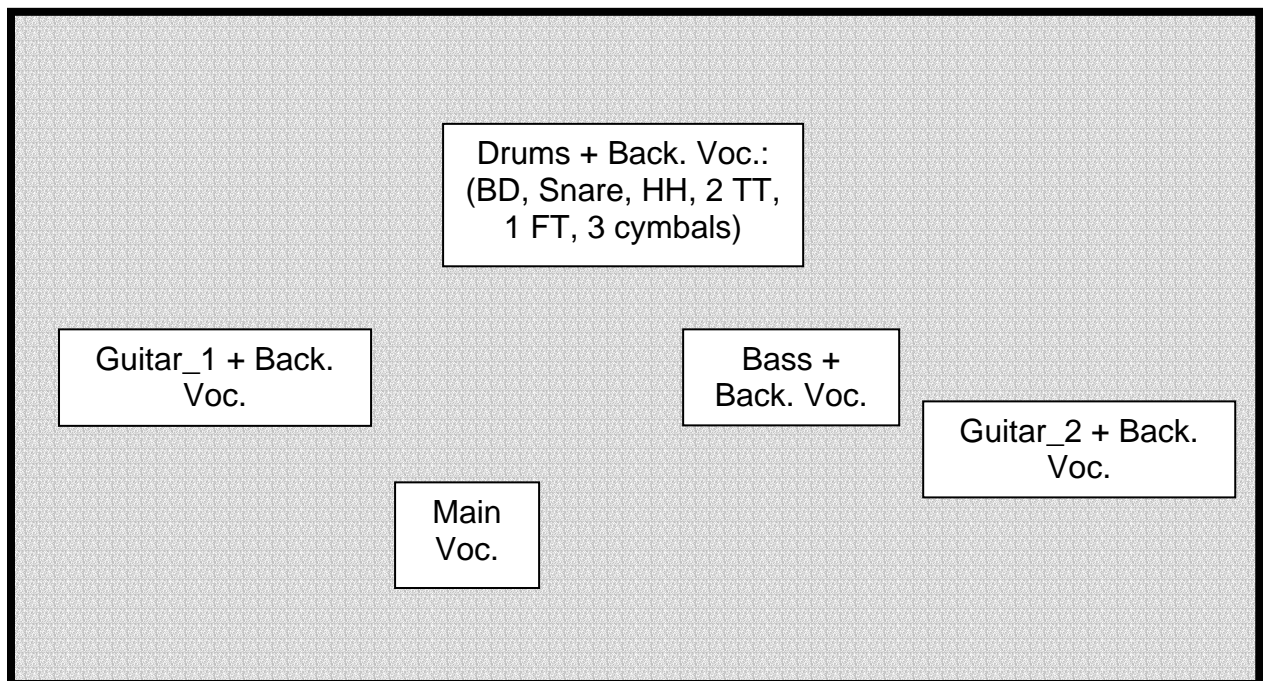 Drums + Back. Voc.:
(BD, Snare, HH, 2 TT,
1 FT, 3 cymbals)
Guitar_1 + Back.
Voc.
Bass +
Back. Voc.
Guitar_2 + Back.
Voc.
Main
Voc.